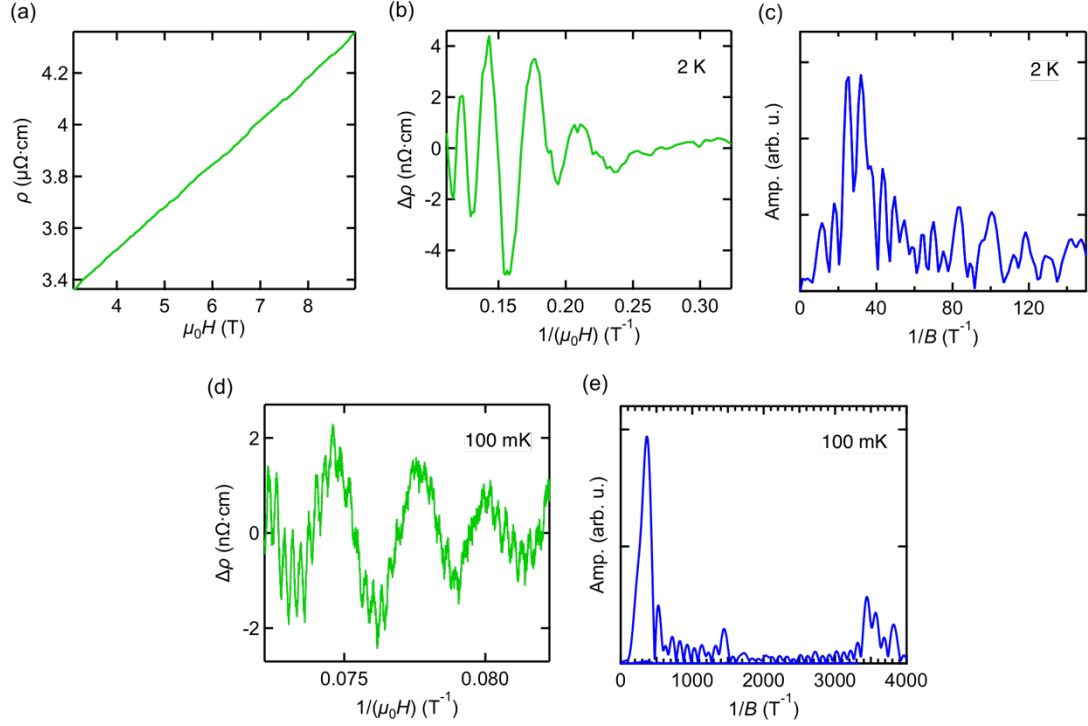 (a)
ρ (μΩ·cm)
4.2
4
3.8
3.6
3.4
4
5
6
7
8
μ₀H (T)
(b)
2 K
Δρ (nΩ·cm)
4
2
0
-2
-4
0.15
0.20
0.25
0.30
1/(μ₀H) (T⁻¹)
(c)
2 K
Amp. (arb. u.)
0
40
80
120
1/B (T⁻¹)
(d)
100 mK
Δρ (nΩ·cm)
2
0
-2
0.075
0.080
1/(μ₀H) (T⁻¹)
(e)
100 mK
Amp. (arb. u.)
0
1000
2000
3000
4000
1/B (T⁻¹)